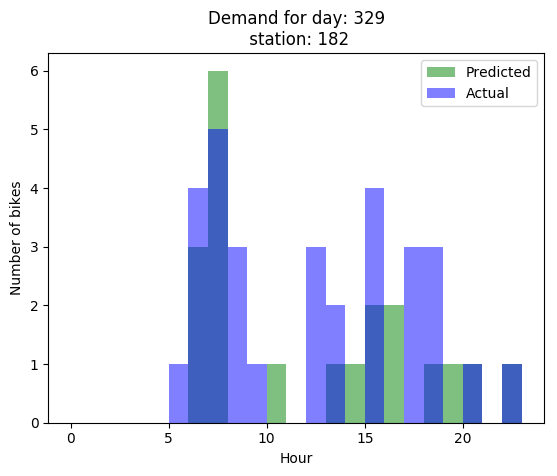 Demand for day: 329
station: 182
Predicted
Actual
Number of bikes
6
5
4
3
2
1
0
0 5 10 15 20
Hour